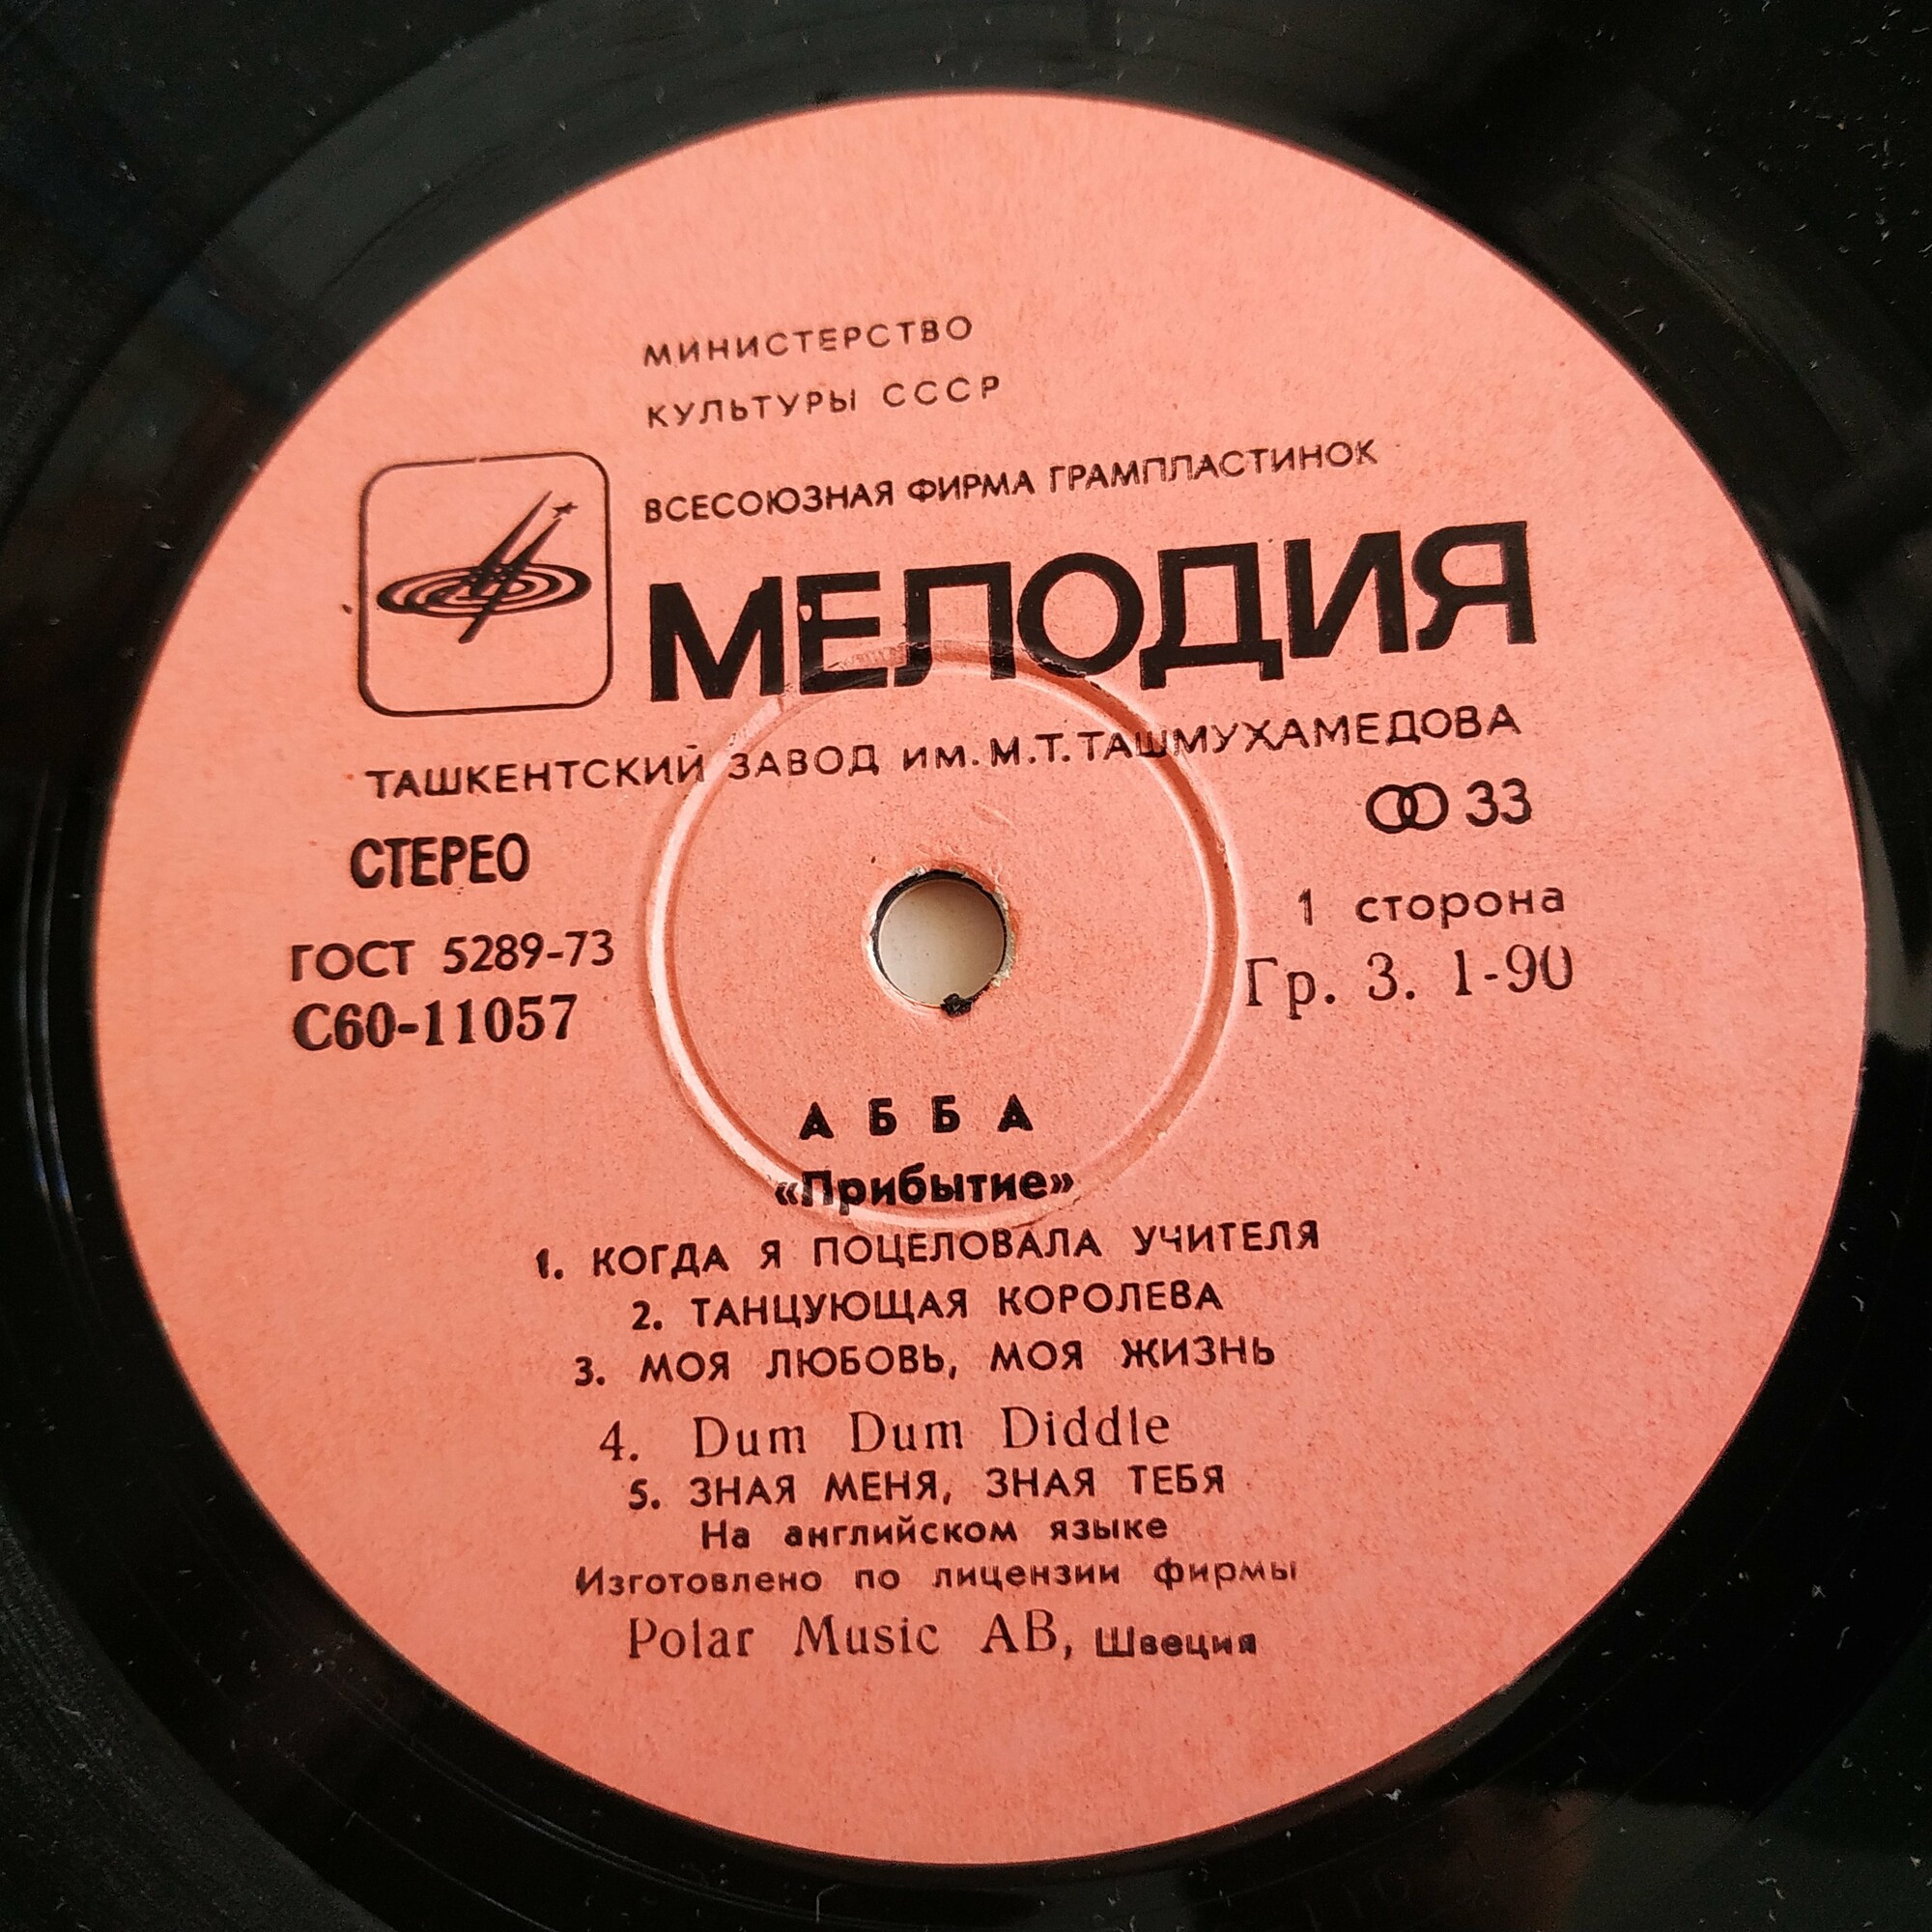 МИНИСТЕРСТВО
КУЛЬТУРЫ СССР
ВСЕСОЮЗНАЯ ФИРМА ГРАМПЛАСТИНОК
МЕЛОДИЯ
ТАШКЕНТСКИЙ ЗАВОД ИМ. М.Т. ТАШМУХАМЕДОВА
СТЕРЕО
33
ГОСТ 5289-73
1 сторона
С60-11057
Гр. 3. 1-90
АББА
«Прибытие»
1. КОГДА Я ПОЦЕЛОВАЛА УЧИТЕЛЯ
2. ТАНЦУЮЩАЯ КОРОЛЕВА
3. МОЯ ЛЮБОВЬ, МОЯ ЖИЗНЬ
4. Dum Dum Diddle
5. ЗНАЯ МЕНЯ, ЗНАЯ ТЕБЯ
На английском языке
Изготовлено по лицензии фирмы
Polar Music AB, Швеция